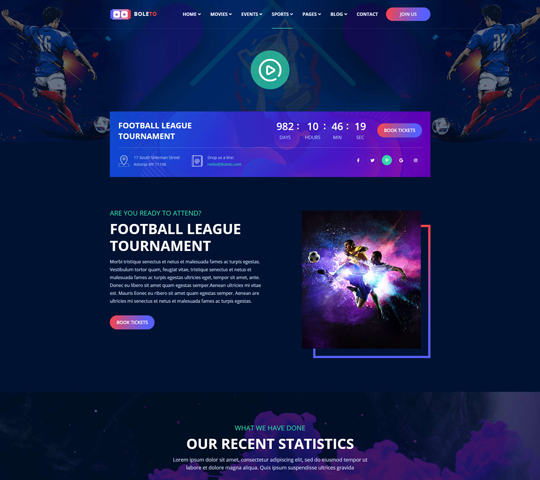 BOLETO
HOME MOVIES EVENTS SPORTS PAGES BLOG CONTACT JOIN US
FOOTBALL LEAGUE
TOURNAMENT
982 : 10 : 46 : 19
DAYS HOURS MIN SEC
BOOK TICKETS
17 South Sherman Street
Astoria, NY 11106
Drop us a line:
hello@boleto.com
ARE YOU READY TO ATTEND?
FOOTBALL LEAGUE
TOURNAMENT
Morbi tristique senectus et netus et malesuada fames ac turpis egestas.
Vestibulum tortor quam, feugiat vitae, tristique senectus et netus et
malesuada fames ac turpis egestas ultricies eget, tempor sit amet, ante.
Donec eu libero sit amet quam egestas semper.Aenean ultricies mi vitae
est. Mauris Donec eu libero sit amet quam egestas semper. Aenean are
ultricies mi senectus et netus et malesuada fames ac turpis egestas.
BOOK TICKETS
WHAT WE HAVE DONE
OUR RECENT STATISTICS
Lorem ipsum dolor sit amet, consectetur adipiscing elit, sed do eiusmod tempor ut
labore et dolore magna aliqua. Quis ipsum suspendisse ultrices gravida